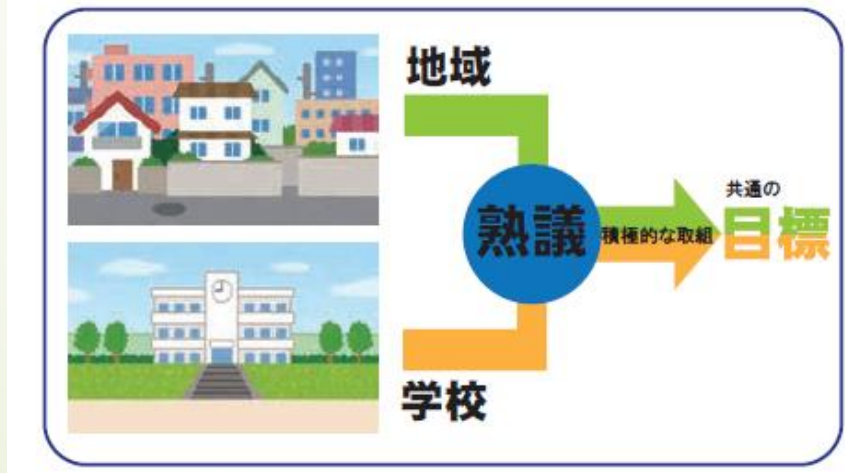 地域
熟議
積極的な取組
共通の
目標
学校